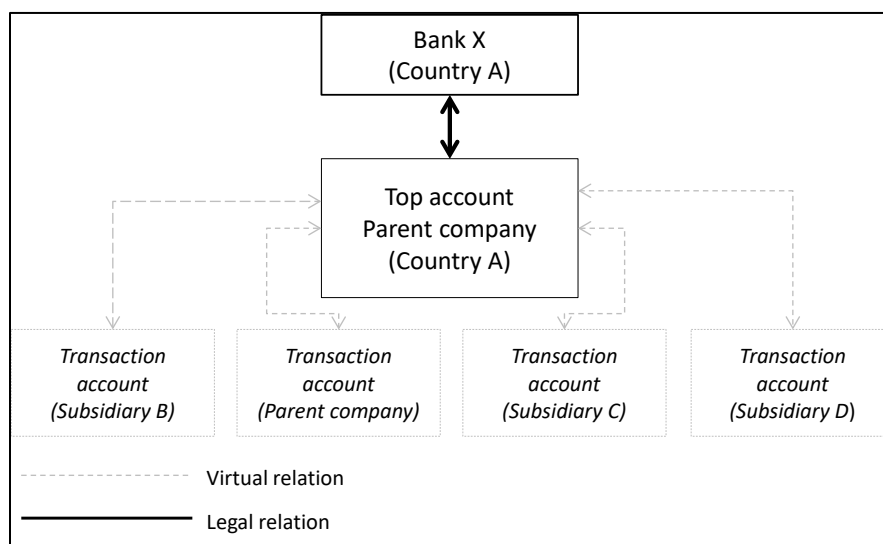 Bank X
(Country A)
Top account
Parent company
(Country A)
Transaction
account
(Subsidiary B)
Transaction
account
(Parent company)
Transaction
account
(Subsidiary C)
Transaction
account
(Subsidiary D)
Virtual relation
Legal relation